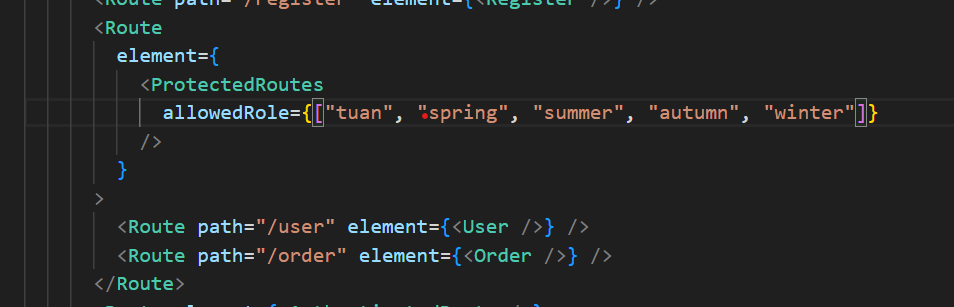 <Route path="/register" element={<Register />} />
<Route
element={
<ProtectedRoutes
allowedRole={["tuan", "spring", "summer", "autumn", "winter"]}
/>
}
>
<Route path="/user" element={<User />} />
<Route path="/order" element={<Order />} />
</Route>